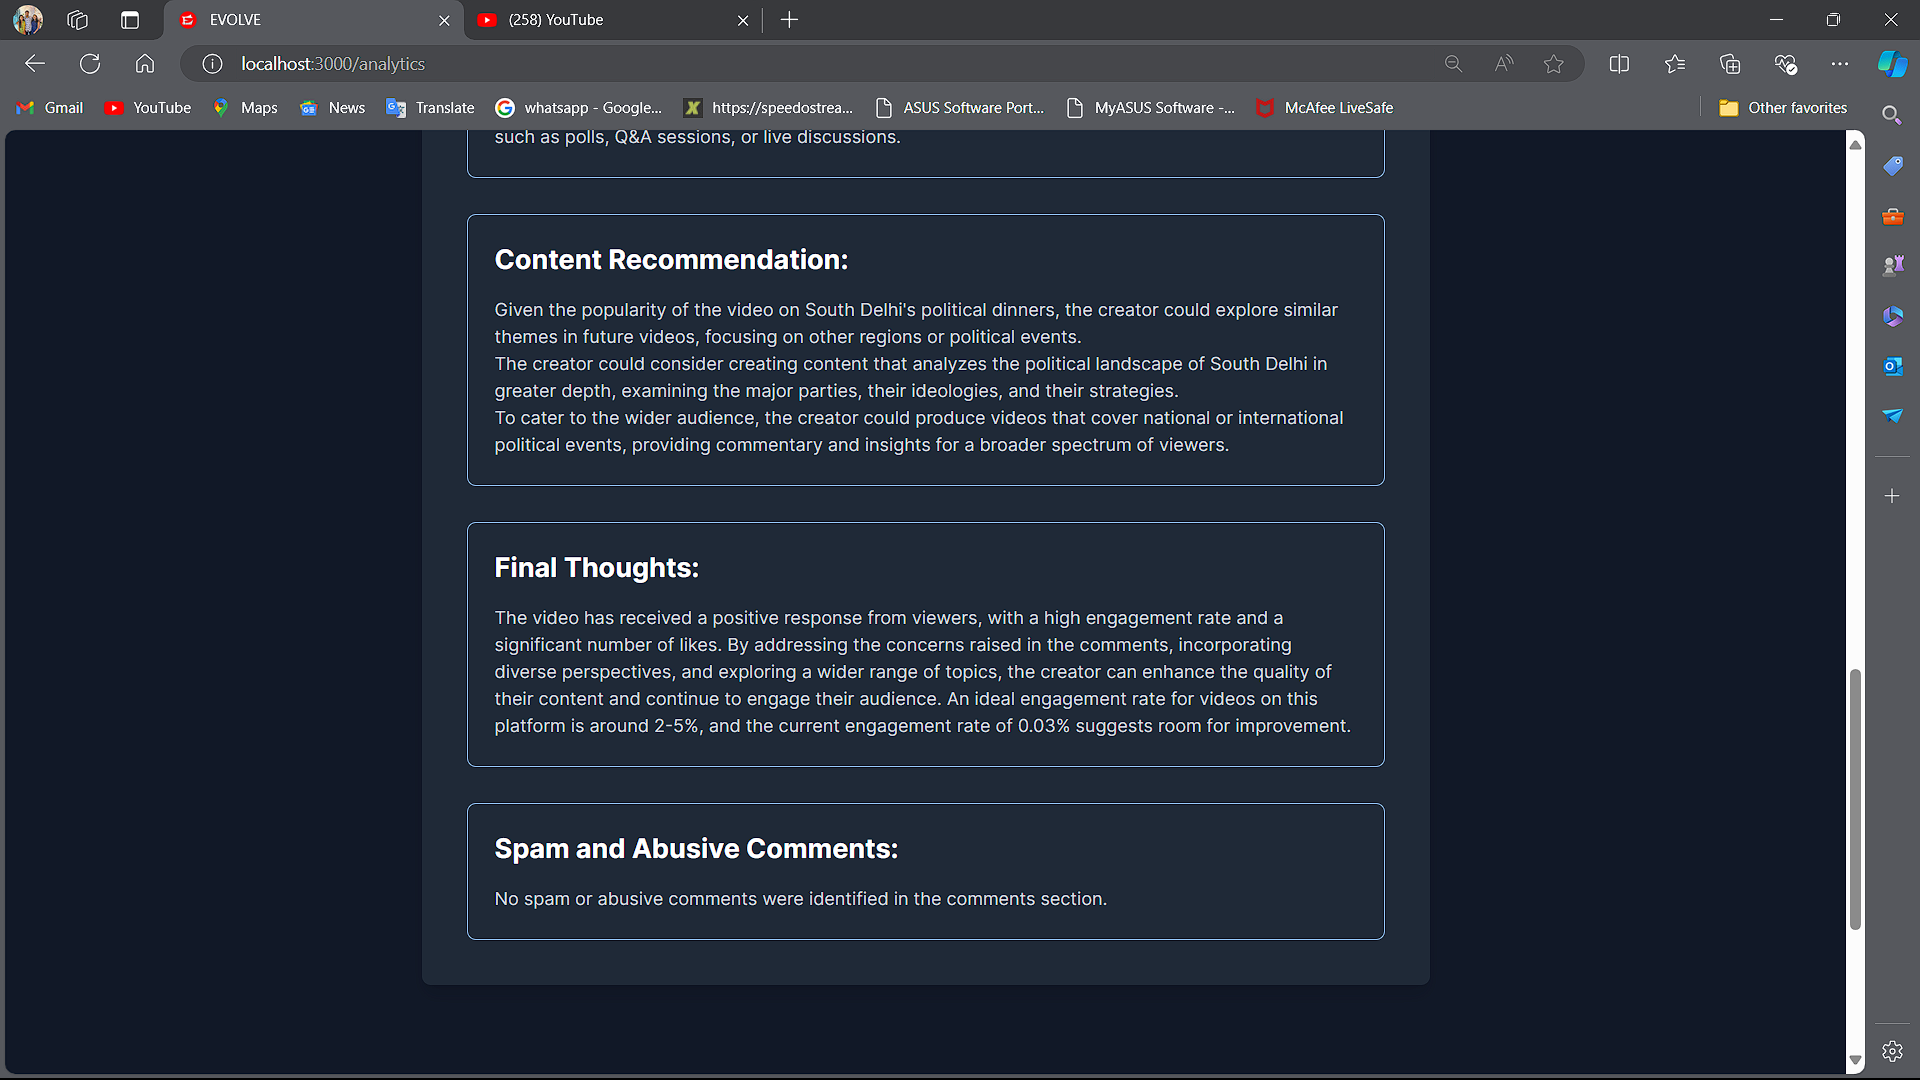 EVOLVE
(258) YouTube
localhost:3000/analytics
Gmail
YouTube
Maps
News
Translate
whatsapp - Google...
https://speedostrea...
ASUS Software Port...
MyASUS Software -...
McAfee LiveSafe
Other favorites
such as polls, Q&A sessions, or live discussions.
Content Recommendation:
Given the popularity of the video on South Delhi's political dinners, the creator could explore similar
themes in future videos, focusing on other regions or political events.
The creator could consider creating content that analyzes the political landscape of South Delhi in
greater depth, examining the major parties, their ideologies, and their strategies.
To cater to the wider audience, the creator could produce videos that cover national or international
political events, providing commentary and insights for a broader spectrum of viewers.
Final Thoughts:
The video has received a positive response from viewers, with a high engagement rate and a
significant number of likes. By addressing the concerns raised in the comments, incorporating
diverse perspectives, and exploring a wider range of topics, the creator can enhance the quality of
their content and continue to engage their audience. An ideal engagement rate for videos on this
platform is around 2-5%, and the current engagement rate of 0.03% suggests room for improvement.
Spam and Abusive Comments:
No spam or abusive comments were identified in the comments section.